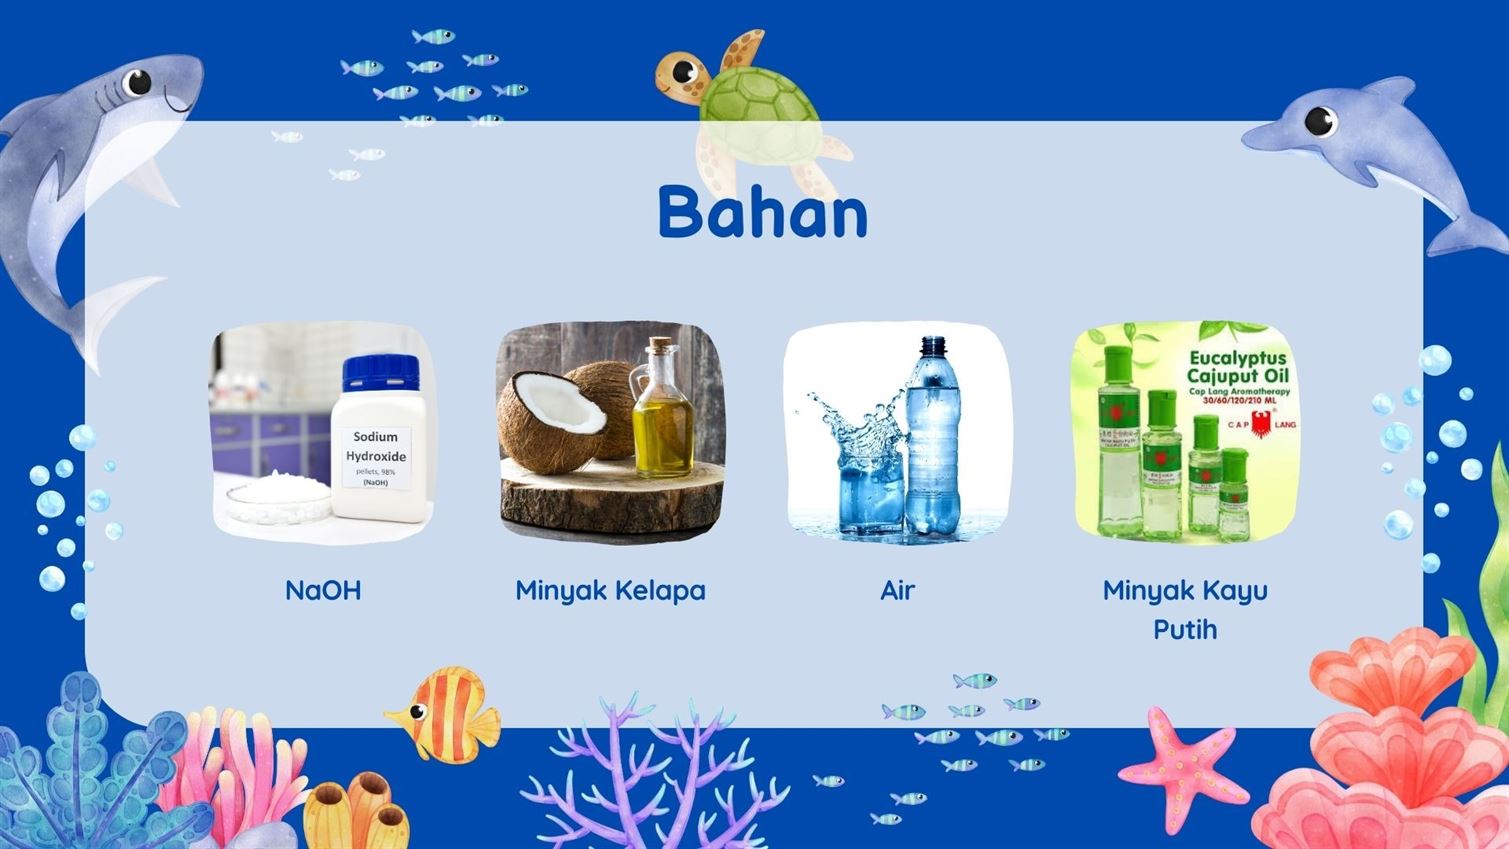 Bahan
Sodium
Hydroxide
pellets, 98%
(NaOH)
Eucalyptus
Cajuput Oil
Cap Lang Aromatherapy
30/60/120/210 ML
CAP LANG
NaOH
Minyak Kelapa
Air
Minyak Kayu
Putih